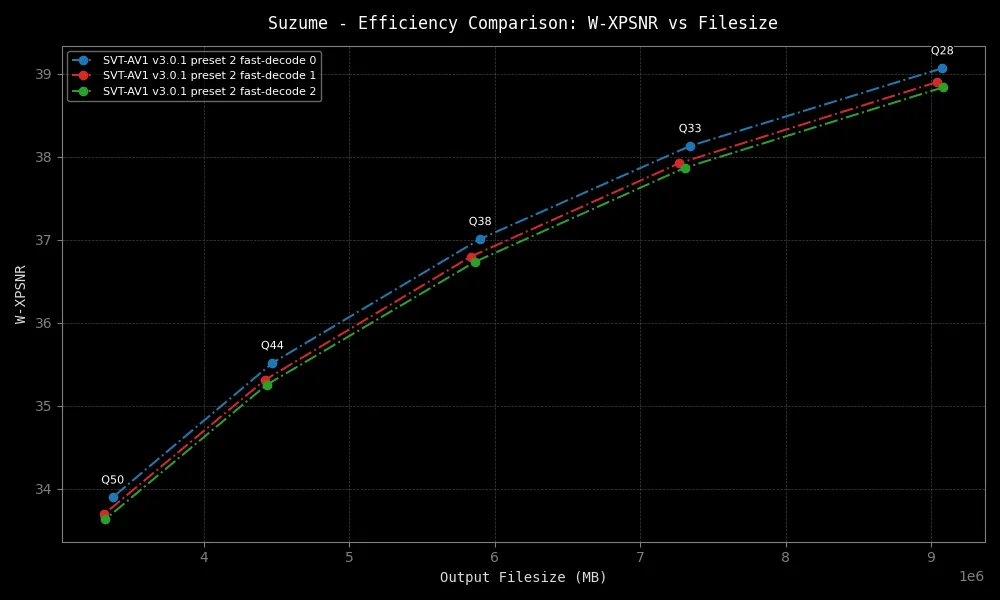 Suzume - Efficiency Comparison: W-XPSNR vs Filesize
SVT-AV1 v3.0.1 preset 2 fast-decode 0
SVT-AV1 v3.0.1 preset 2 fast-decode 1
SVT-AV1 v3.0.1 preset 2 fast-decode 2
Q28
Q33
Q38
Q44
Q50
W-XPSNR
39
38
37
36
35
34
4 5 6 7 8 9
1e6
Output Filesize (MB)